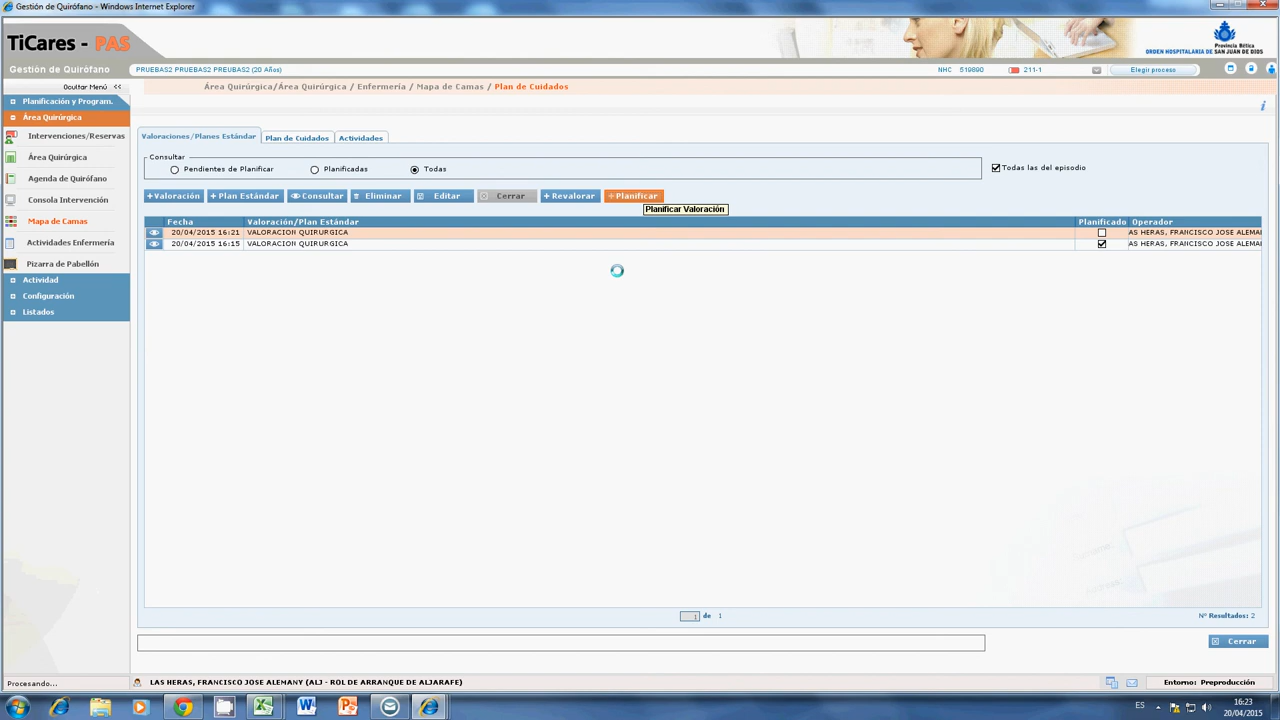 Gestión de Quirófano - Windows Internet Explorer
TiCares - PAS
Provincia Bética
ORDEN HOSPITALARIA DE SAN JUAN DE DIOS
Gestión de Quirófano
PRUEBAS2 PRUEBAS2 PREUBAS2 (20 Años)
NHC 519890 211-1 Elegir proceso
Ocultar Menú <<
Área Quirúrgica/Área Quirúrgica / Enfermería / Mapa de Camas / Plan de Cuidados
Planificación y Program.
Área Quirúrgica
Intervenciones/Reservas
Área Quirúrgica
Agenda de Quirófano
Consola Intervención
Mapa de Camas
Actividades Enfermería
Pizarra de Pabellón
Actividad
Configuración
Listados
Valoraciones/Planes Estándar Plan de Cuidados Actividades
Consultar
Pendientes de Planificar Planificadas Todas
Todas las del episodio
+Valoración +Plan Estándar Consultar Eliminar Editar Cerrar +Revalorar +Planificar
Planificar Valoración
Fecha Valoración/Plan Estándar Planificado Operador
20/04/2015 16:21 VALORACION QUIRURGICA AS HERAS, FRANCISCO JOSE ALEMA
20/04/2015 16:15 VALORACION QUIRURGICA AS HERAS, FRANCISCO JOSE ALEMA
1 de 1
Nº Resultados: 2
Cerrar
Procesando...
LAS HERAS, FRANCISCO JOSE ALEMANY (ALJ - ROL DE ARRANQUE DE ALJARAFE)
Entorno: Preproducción
ES
16:23
20/04/2015